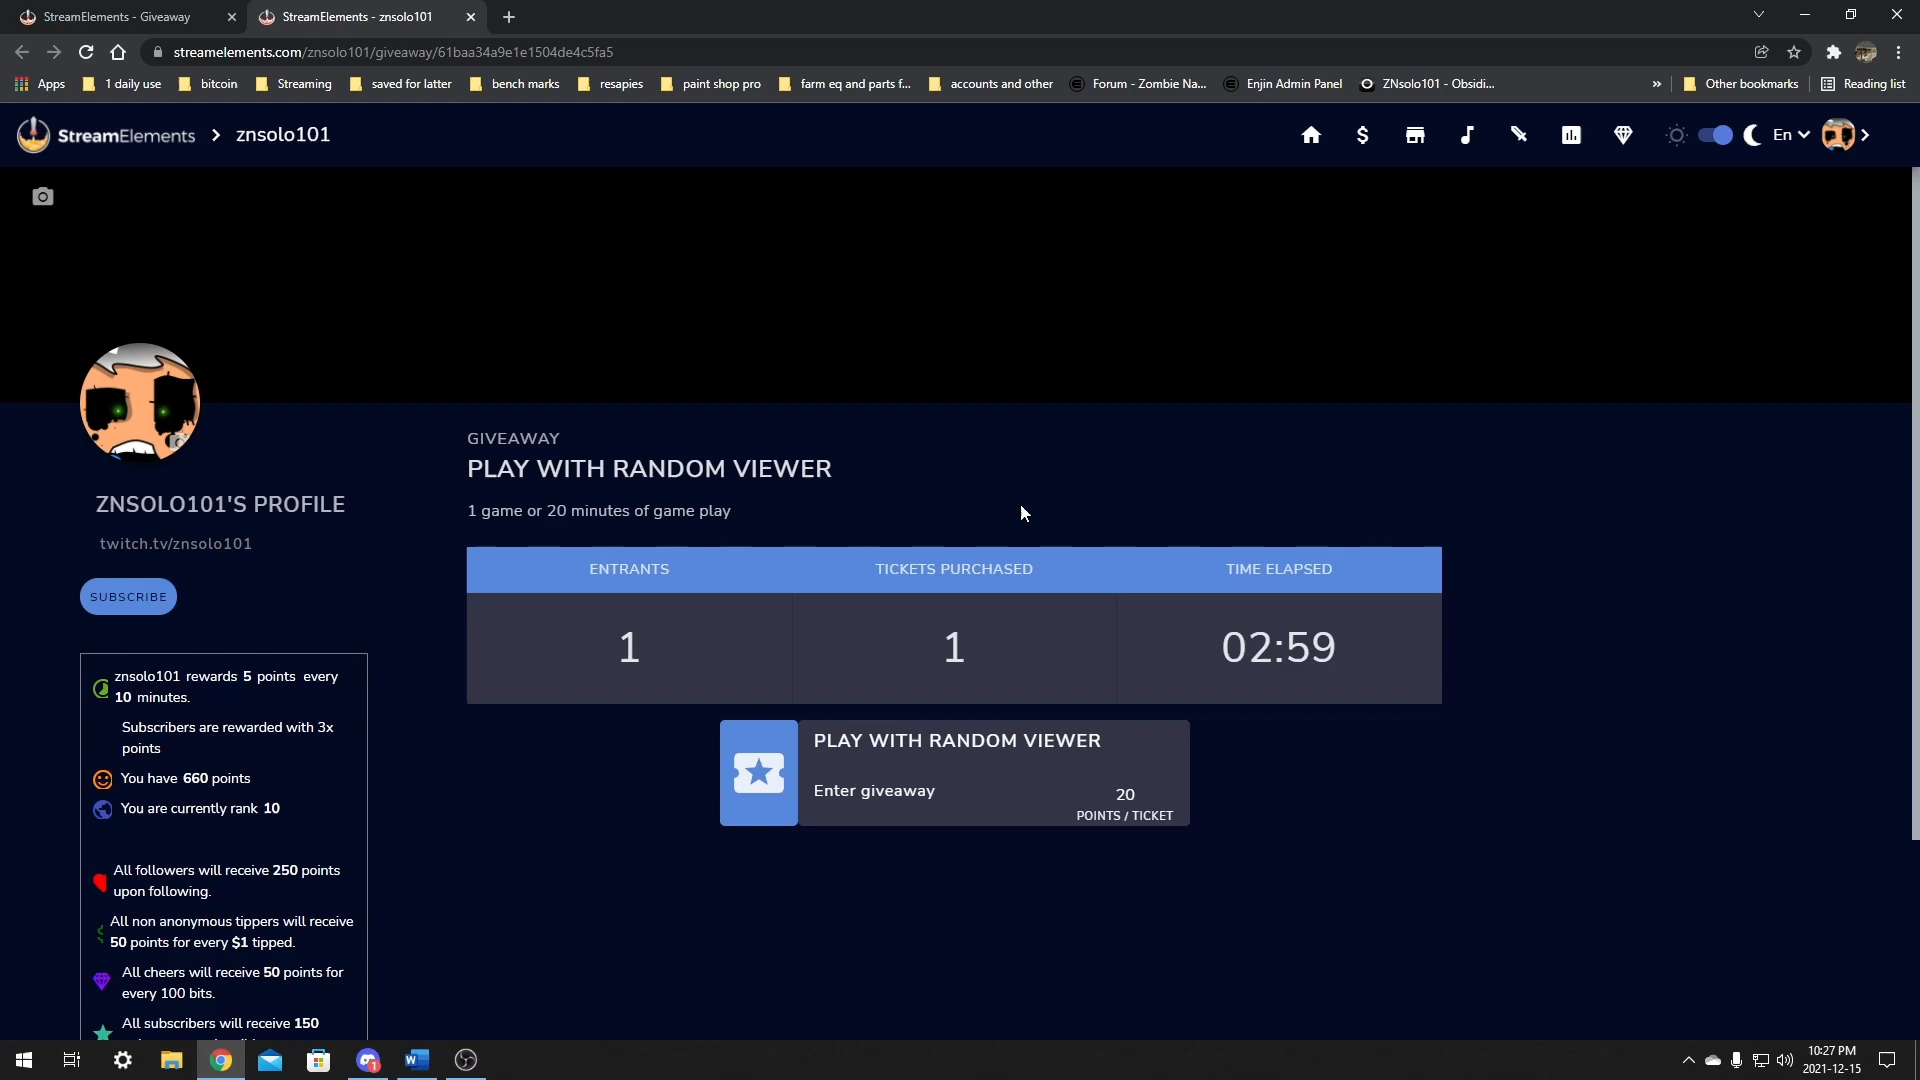 StreamElements - Giveaway
StreamElements - znsolo101
streamelements.com/znsolo101/giveaway/61baa34a9e1e1504de4c5fa5
Apps
1 daily use
bitcoin
Streaming
saved for latter
bench marks
resapies
paint shop pro
farm eq and parts f...
accounts and other
Forum - Zombie Na...
Enjin Admin Panel
ZNsolo101 - Obsidi...
»
Other bookmarks
Reading list
StreamElements
znsolo101
En
GIVEAWAY
PLAY WITH RANDOM VIEWER
1 game or 20 minutes of game play
ENTRANTS
TICKETS PURCHASED
TIME ELAPSED
1
1
02:59
PLAY WITH RANDOM VIEWER
Enter giveaway
20
POINTS / TICKET
ZNSOLO101'S PROFILE
twitch.tv/znsolo101
SUBSCRIBE
znsolo101 rewards 5 points every
10 minutes.
Subscribers are rewarded with 3x
points
You have 660 points
You are currently rank 10
All followers will receive 250 points
upon following.
All non anonymous tippers will receive
50 points for every $1 tipped.
All cheers will receive 50 points for
every 100 bits.
All subscribers will receive 150
1
W
10:27 PM
2021-12-15